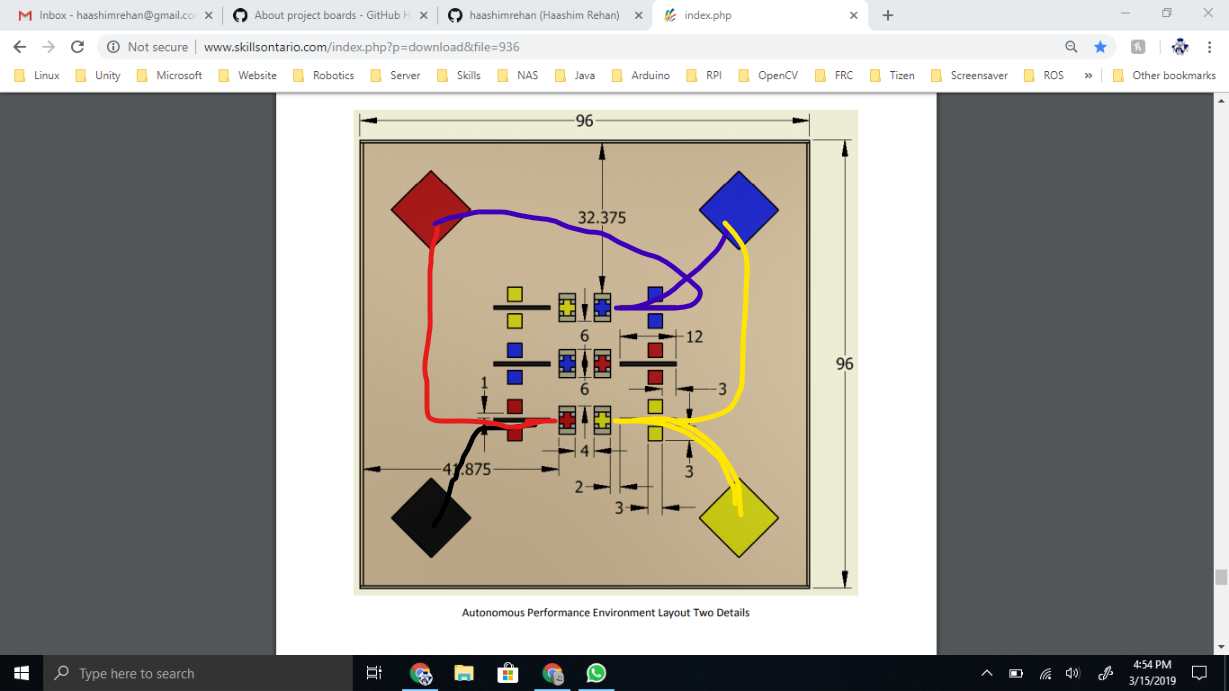 Inbox - haashimrehan@gmail.co
About project boards - GitHub H
haashimrehan (Haashim Rehan)
index.php
Not secure
www.skillsontario.com/index.php?p=download&file=936
Linux
Unity
Microsoft
Website
Robotics
Server
Skills
NAS
Java
Arduino
RPI
OpenCV
FRC
Tizen
Screensaver
ROS
»
Other bookmarks
96
32.375
6
12
96
1
6
3
4
41.875
3
2
3
Autonomous Performance Environment Layout Two Details
Type here to search
4:54 PM
3/15/2019